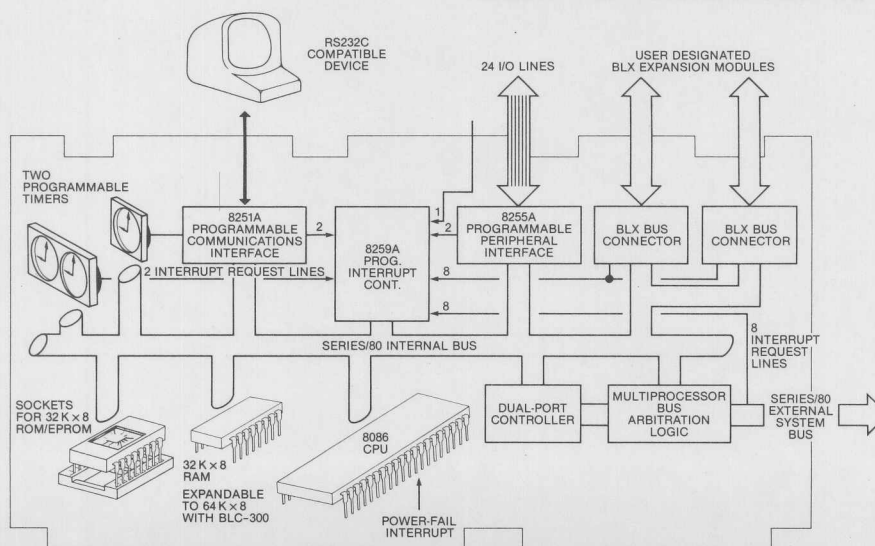 RS232C
COMPATIBLE
DEVICE
24 I/O LINES
USER DESIGNATED
BLX EXPANSION MODULES
TWO
PROGRAMMABLE
TIMERS
8251A
PROGRAMMABLE
COMMUNICATIONS
INTERFACE
2
8259A
PROG.
INTERRUPT
CONT.
1
2
8255A
PROGRAMMABLE
PERIPHERAL
INTERFACE
BLX BUS
CONNECTOR
BLX BUS
CONNECTOR
2 INTERRUPT REQUEST LINES
8
8
SERIES/80 INTERNAL BUS
8
INTERRUPT
REQUEST
LINES
SOCKETS
FOR 32K × 8
ROM/EPROM
32K × 8
RAM
EXPANDABLE
TO 64K × 8
WITH BLC-300
8086
CPU
POWER-FAIL
INTERRUPT
DUAL-PORT
CONTROLLER
MULTIPROCESSOR
BUS
ARBITRATION
LOGIC
SERIES/80
EXTERNAL
SYSTEM
BUS